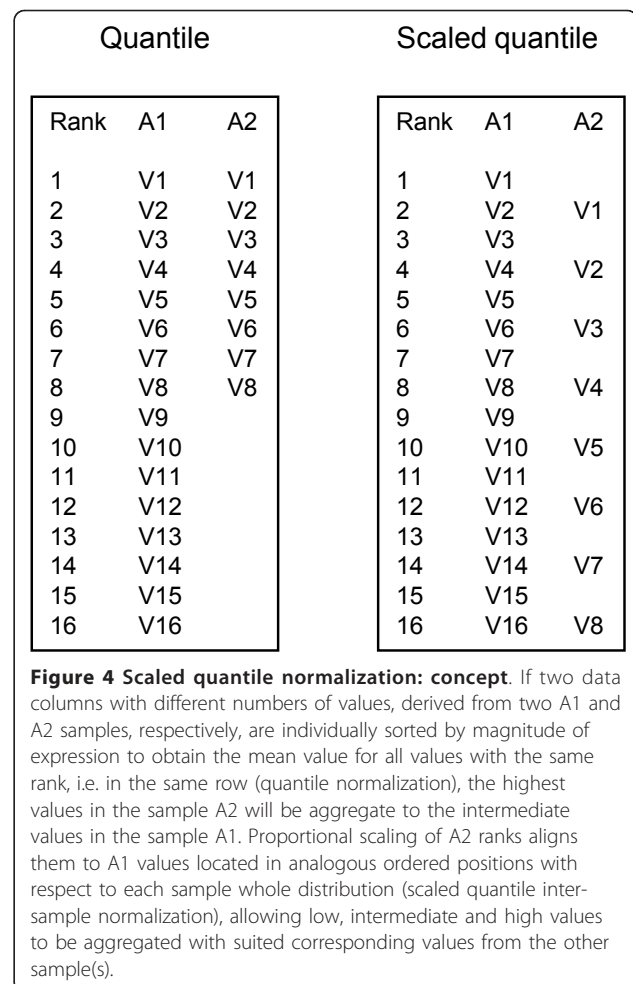 Quantile Scaled quantile
Rank A1 A2 Rank A1 A2
1 V1 V1 1 V1
2 V2 V2 2 V2 V1
3 V3 V3 3 V3
4 V4 V4 4 V4 V2
5 V5 V5 5 V5
6 V6 V6 6 V6 V3
7 V7 V7 7 V7
8 V8 V8 8 V8 V4
9 V9 9 V9
10 V10 10 V10 V5
11 V11 11 V11
12 V12 12 V12 V6
13 V13 13 V13
14 V14 14 V14 V7
15 V15 15 V15
16 V16 16 V16 V8
Figure 4 Scaled quantile normalization: concept. If two data
columns with different numbers of values, derived from two A1 and
A2 samples, respectively, are individually sorted by magnitude of
expression to obtain the mean value for all values with the same
rank, i.e. in the same row (quantile normalization), the highest
values in the sample A2 will be aggregate to the intermediate
values in the sample A1. Proportional scaling of A2 ranks aligns
them to A1 values located in analogous ordered positions with
respect to each sample whole distribution (scaled quantile inter-
sample normalization), allowing low, intermediate and high values
to be aggregated with suited corresponding values from the other
sample(s).